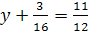 y + 3/16 = 11/12